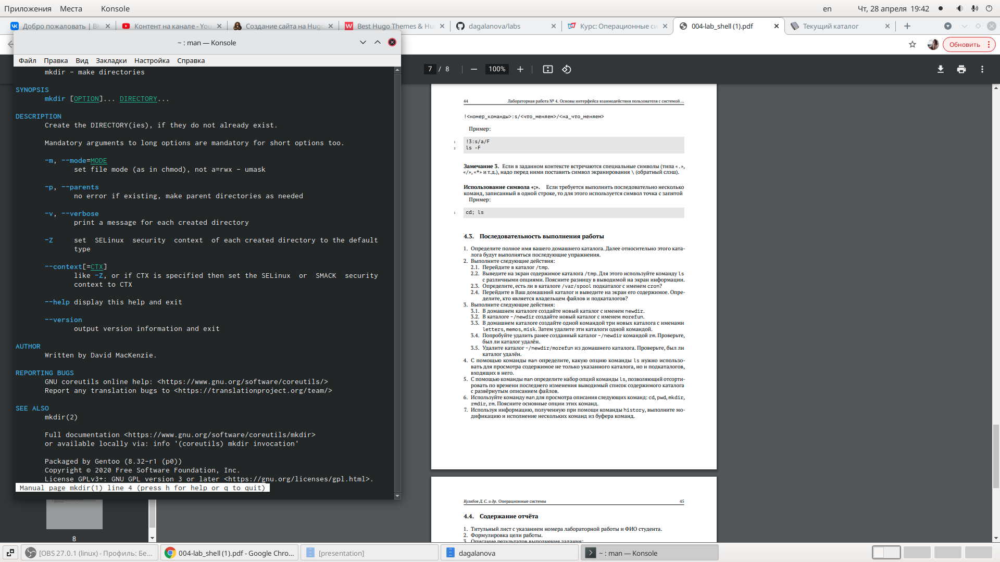 Приложения Места Konsole en Чт, 28 апреля 19:42
Добро пожаловать | ВК
Контент на канале - You
Создание сайта на Hugo
Best Hugo Themes & Hu
dagalanova/labs
Курс: Операционные си
004-lab_shell (1).pdf
Текущий каталог
Обновить
~ : man — Konsole
Файл Правка Вид Закладки Настройка Справка
mkdir - make directories
SYNOPSIS
mkdir [OPTION]... DIRECTORY...
DESCRIPTION
Create the DIRECTORY(ies), if they do not already exist.
Mandatory arguments to long options are mandatory for short options too.
-m, --mode=MODE
set file mode (as in chmod), not a=rwx - umask
-p, --parents
no error if existing, make parent directories as needed
-v, --verbose
print a message for each created directory
-Z set SELinux security context of each created directory to the default
type
--context[=CTX]
like -Z, or if CTX is specified then set the SELinux or SMACK security
context to CTX
--help display this help and exit
--version
output version information and exit
AUTHOR
Written by David MacKenzie.
REPORTING BUGS
GNU coreutils online help: <https://www.gnu.org/software/coreutils/>
Report any translation bugs to <https://translationproject.org/team/>
SEE ALSO
mkdir(2)
Full documentation <https://www.gnu.org/software/coreutils/mkdir>
or available locally via: info '(coreutils) mkdir invocation'
Packaged by Gentoo (8.32-r1 (p0))
Copyright © 2020 Free Software Foundation, Inc.
License GPLv3+: GNU GPL version 3 or later <https://gnu.org/licenses/gpl.html>.
Manual page mkdir(1) line 4 (press h for help or q to quit)
8
7 / 8 100%
44 Лабораторная работа № 4. Основы интерфейса взаимодействия пользователя с системой ...
!<номер_команды>:s/<что_меняем>/<на_что_меняем>
Пример:
1 !3:s/a/F
2 ls -F
Замечание 3. Если в заданном контексте встречаются специальные символы (типа «.»,
«/», «*» и т.д.), надо перед ними поставить символ экранирования \ (обратный слэш).
Использование символа «;». Если требуется выполнить последовательно несколько
команд, записанный в одной строке, то для этого используется символ точка с запятой
Пример:
1 cd; ls
4.3. Последовательность выполнения работы
1. Определите полное имя вашего домашнего каталога. Далее относительно этого ката-
лога будут выполняться последующие упражнения.
2. Выполните следующие действия:
2.1. Перейдите в каталог /tmp.
2.2. Выведите на экран содержимое каталога /tmp. Для этого используйте команду ls
с различными опциями. Поясните разницу в выводимой на экран информации.
2.3. Определите, есть ли в каталоге /var/spool подкаталог с именем cron?
2.4. Перейдите в Ваш домашний каталог и выведите на экран его содержимое. Опре-
делите, кто является владельцем файлов и подкаталогов?
3. Выполните следующие действия:
3.1. В домашнем каталоге создайте новый каталог с именем newdir.
3.2. В каталоге ~/newdir создайте новый каталог с именем morefun.
3.3. В домашнем каталоге создайте одной командой три новых каталога с именами
letters, memos, misk. Затем удалите эти каталоги одной командой.
3.4. Попробуйте удалить ранее созданный каталог ~/newdir командой rm. Проверьте,
был ли каталог удалён.
3.5. Удалите каталог ~/newdir/morefun из домашнего каталога. Проверьте, был ли
каталог удалён.
4. С помощью команды man определите, какую опцию команды ls нужно использо-
вать для просмотра содержимое не только указанного каталога, но и подкаталогов,
входящих в него.
5. С помощью команды man определите набор опций команды ls, позволяющий отсорти-
ровать по времени последнего изменения выводимый список содержимого каталога
с развёрнутым описанием файлов.
6. Используйте команду man для просмотра описания следующих команд: cd, pwd, mkdir,
rmdir, rm. Поясните основные опции этих команд.
7. Используя информацию, полученную при помощи команды history, выполните мо-
дификацию и исполнение нескольких команд из буфера команд.
Кулябов Д. С. и др. Операционные системы 45
4.4. Содержание отчёта
1. Титульный лист с указанием номера лабораторной работы и ФИО студента.
2. Формулировка цели работы.
3. Описание результатов выполнения задания:
[OBS 27.0.1 (linux) - Профиль: Бе...
004-lab_shell (1).pdf - Google Chro...
[presentation]
dagalanova
~ : man — Konsole